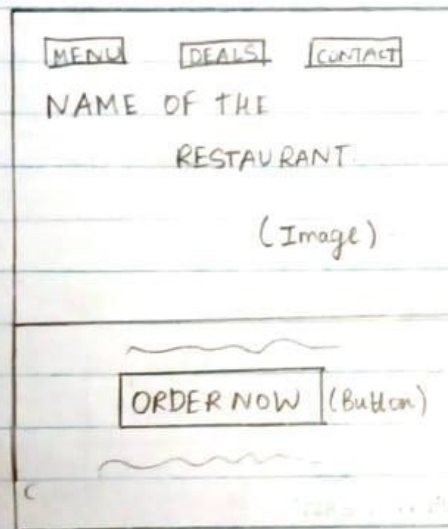 MENU DEALS CONTACT
NAME OF THE
RESTAURANT
(Image)
ORDER NOW (Button)